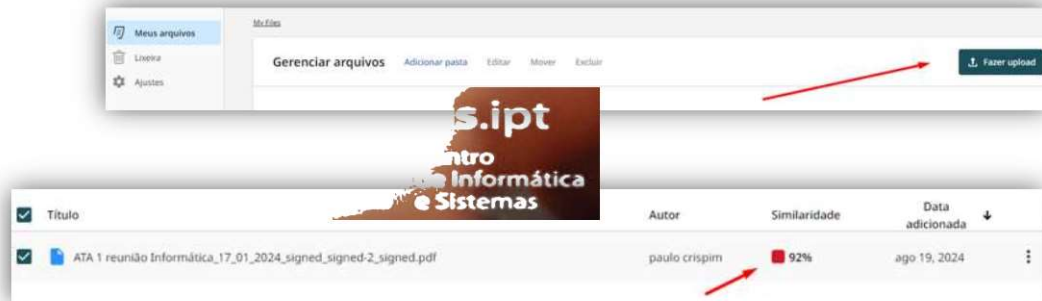 My Files
Meus arquivos
Lixeira
Ajustes
Gerenciar arquivos Adicionar pasta Editar Mover Excluir
Fazer upload
s.ipt
ntro
Informática
e Sistemas
Título Autor Similaridade Data adicionada
ATA 1 reunião Informática_17_01_2024_signed_signed-2_signed.pdf paulo crispim 92% ago 19, 2024